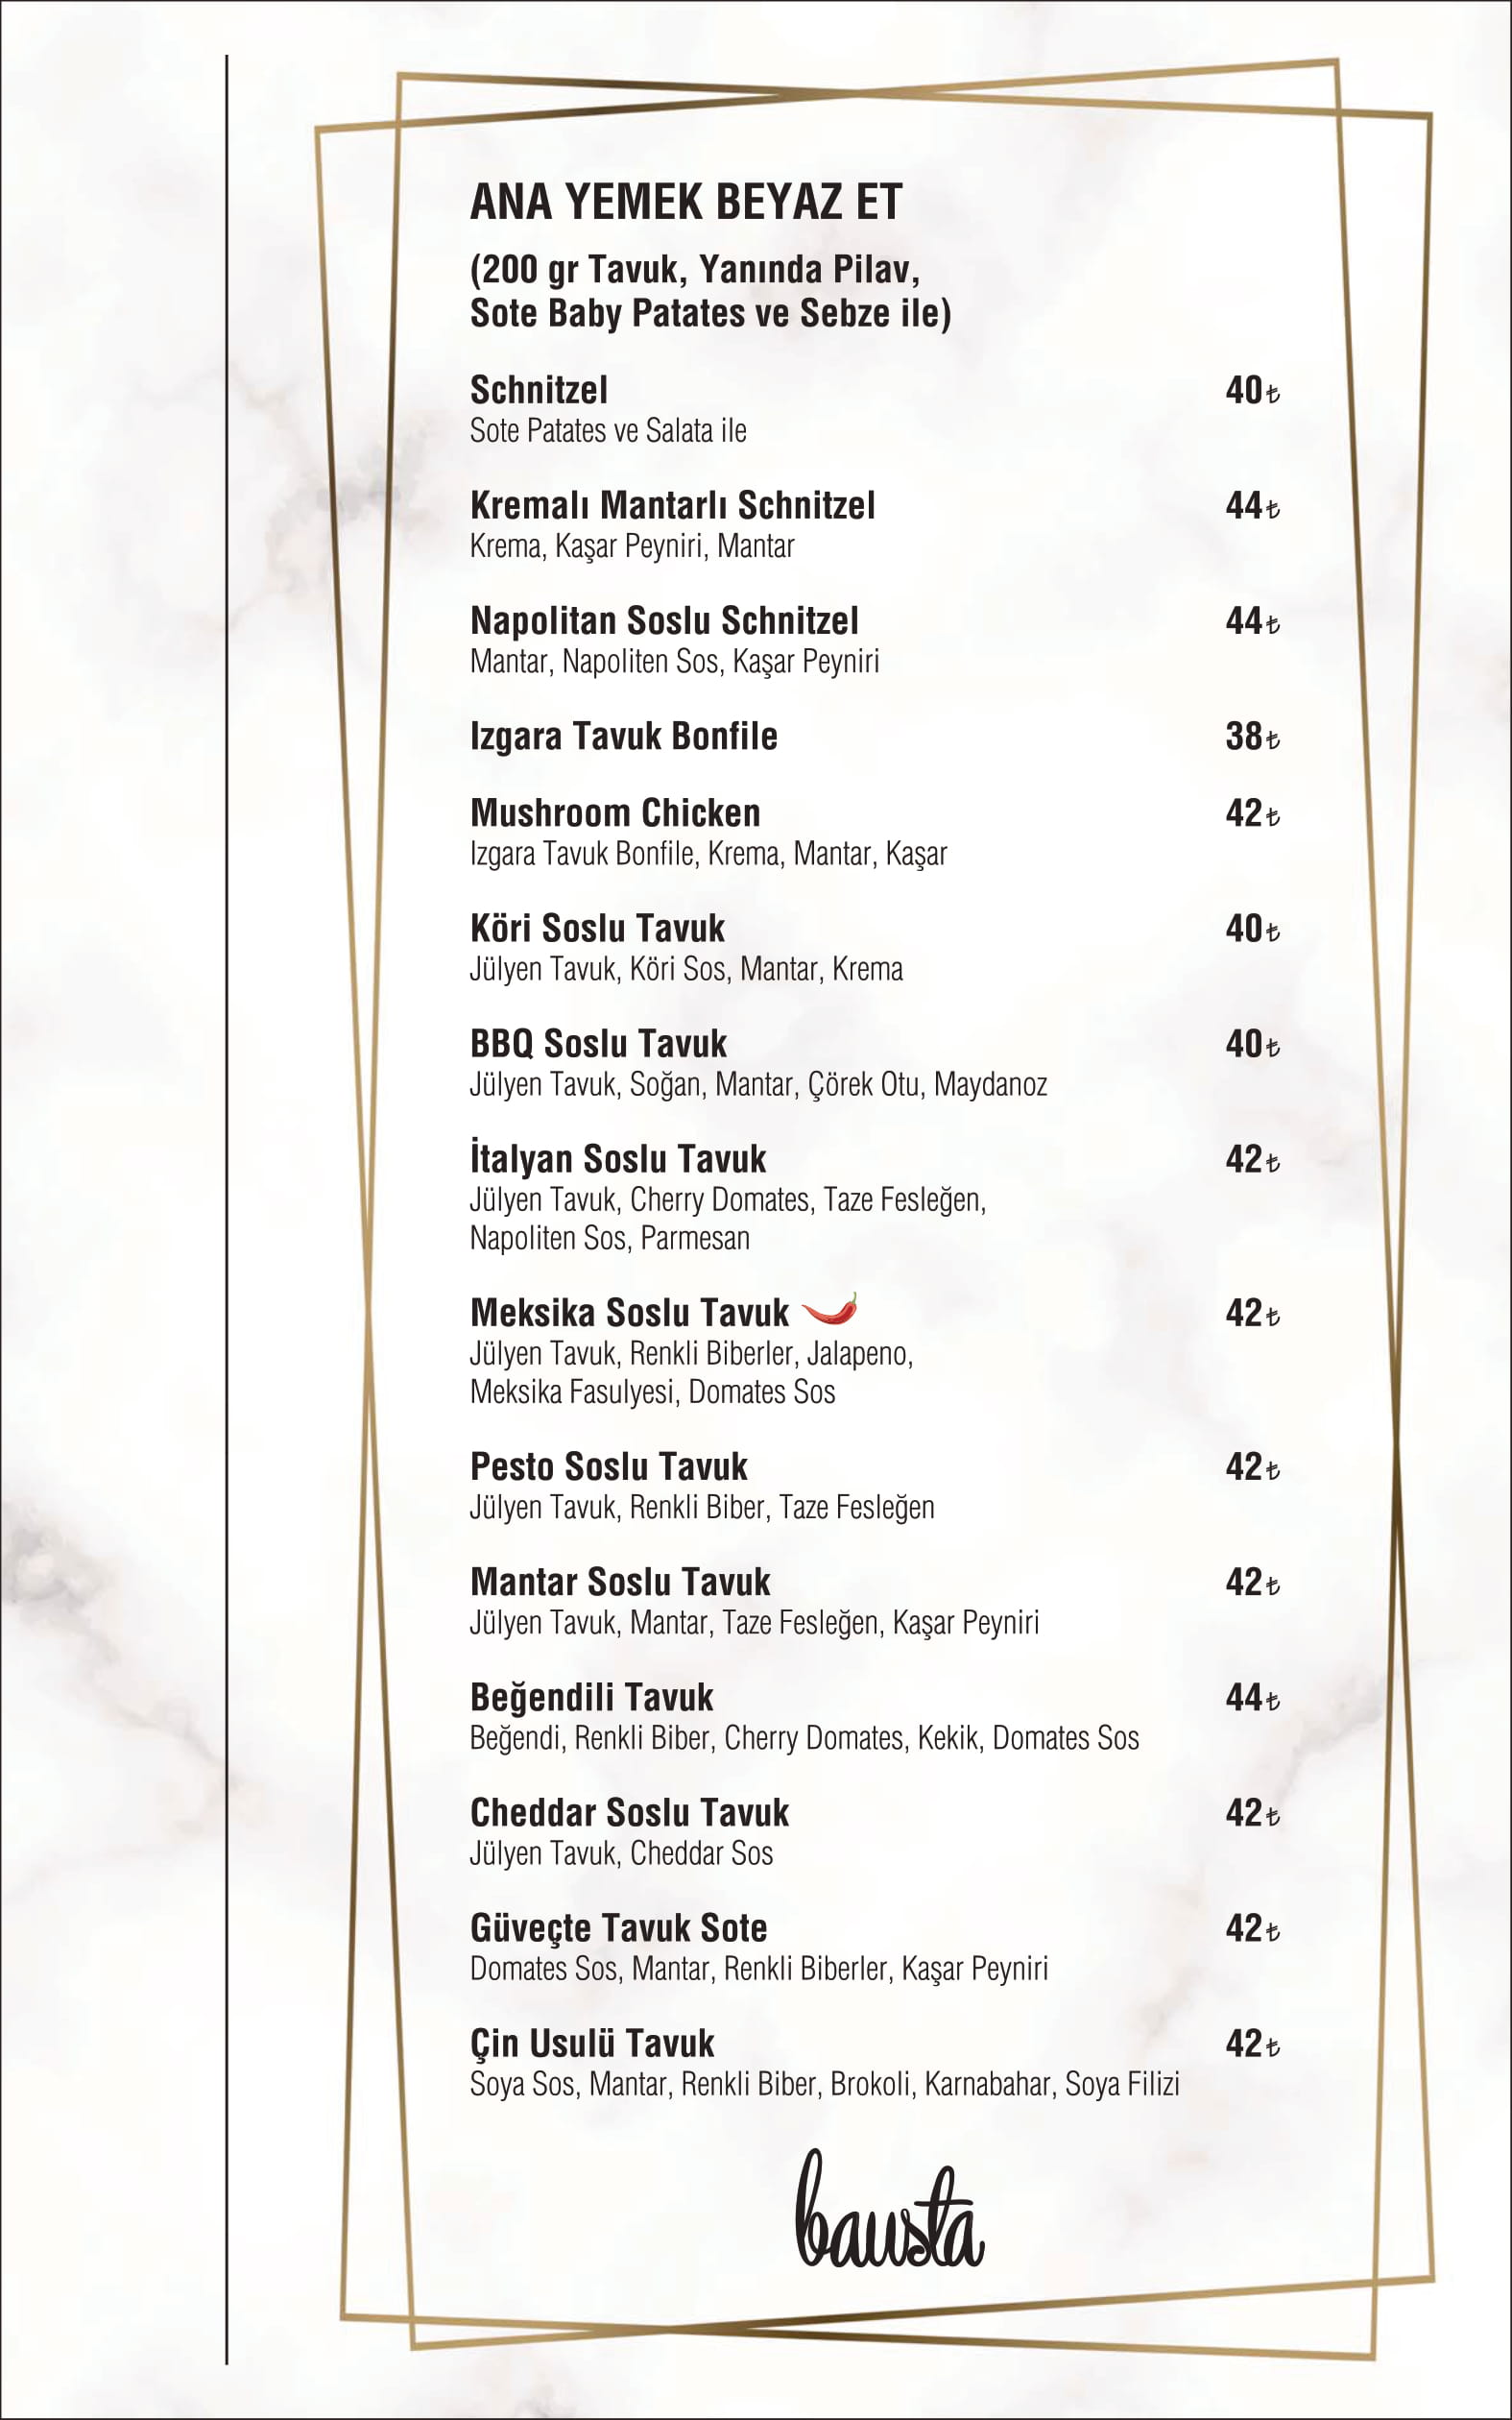 ANA YEMEK BEYAZ ET
(200 gr Tavuk, Yanında Pilav,
Sote Baby Patates ve Sebze ile)
Schnitzel 40₺
Sote Patates ve Salata ile
Kremalı Mantarlı Schnitzel 44₺
Krema, Kaşar Peyniri, Mantar
Napolitan Soslu Schnitzel 44₺
Mantar, Napoliten Sos, Kaşar Peyniri
Izgara Tavuk Bonfile 38₺
Mushroom Chicken 42₺
Izgara Tavuk Bonfile, Krema, Mantar, Kaşar
Köri Soslu Tavuk 40₺
Jülyen Tavuk, Köri Sos, Mantar, Krema
BBQ Soslu Tavuk 40₺
Jülyen Tavuk, Soğan, Mantar, Çörek Otu, Maydanoz
İtalyan Soslu Tavuk 42₺
Jülyen Tavuk, Cherry Domates, Taze Fesleğen,
Napoliten Sos, Parmesan
Meksika Soslu Tavuk 42₺
Jülyen Tavuk, Renkli Biberler, Jalapeno,
Meksika Fasulyesi, Domates Sos
Pesto Soslu Tavuk 42₺
Jülyen Tavuk, Renkli Biber, Taze Fesleğen
Mantar Soslu Tavuk 42₺
Jülyen Tavuk, Mantar, Taze Fesleğen, Kaşar Peyniri
Beğendili Tavuk 44₺
Beğendi, Renkli Biber, Cherry Domates, Kekik, Domates Sos
Cheddar Soslu Tavuk 42₺
Jülyen Tavuk, Cheddar Sos
Güveçte Tavuk Sote 42₺
Domates Sos, Mantar, Renkli Biberler, Kaşar Peyniri
Çin Usulü Tavuk 42₺
Soya Sos, Mantar, Renkli Biber, Brokoli, Karnabahar, Soya Filizi
bausta